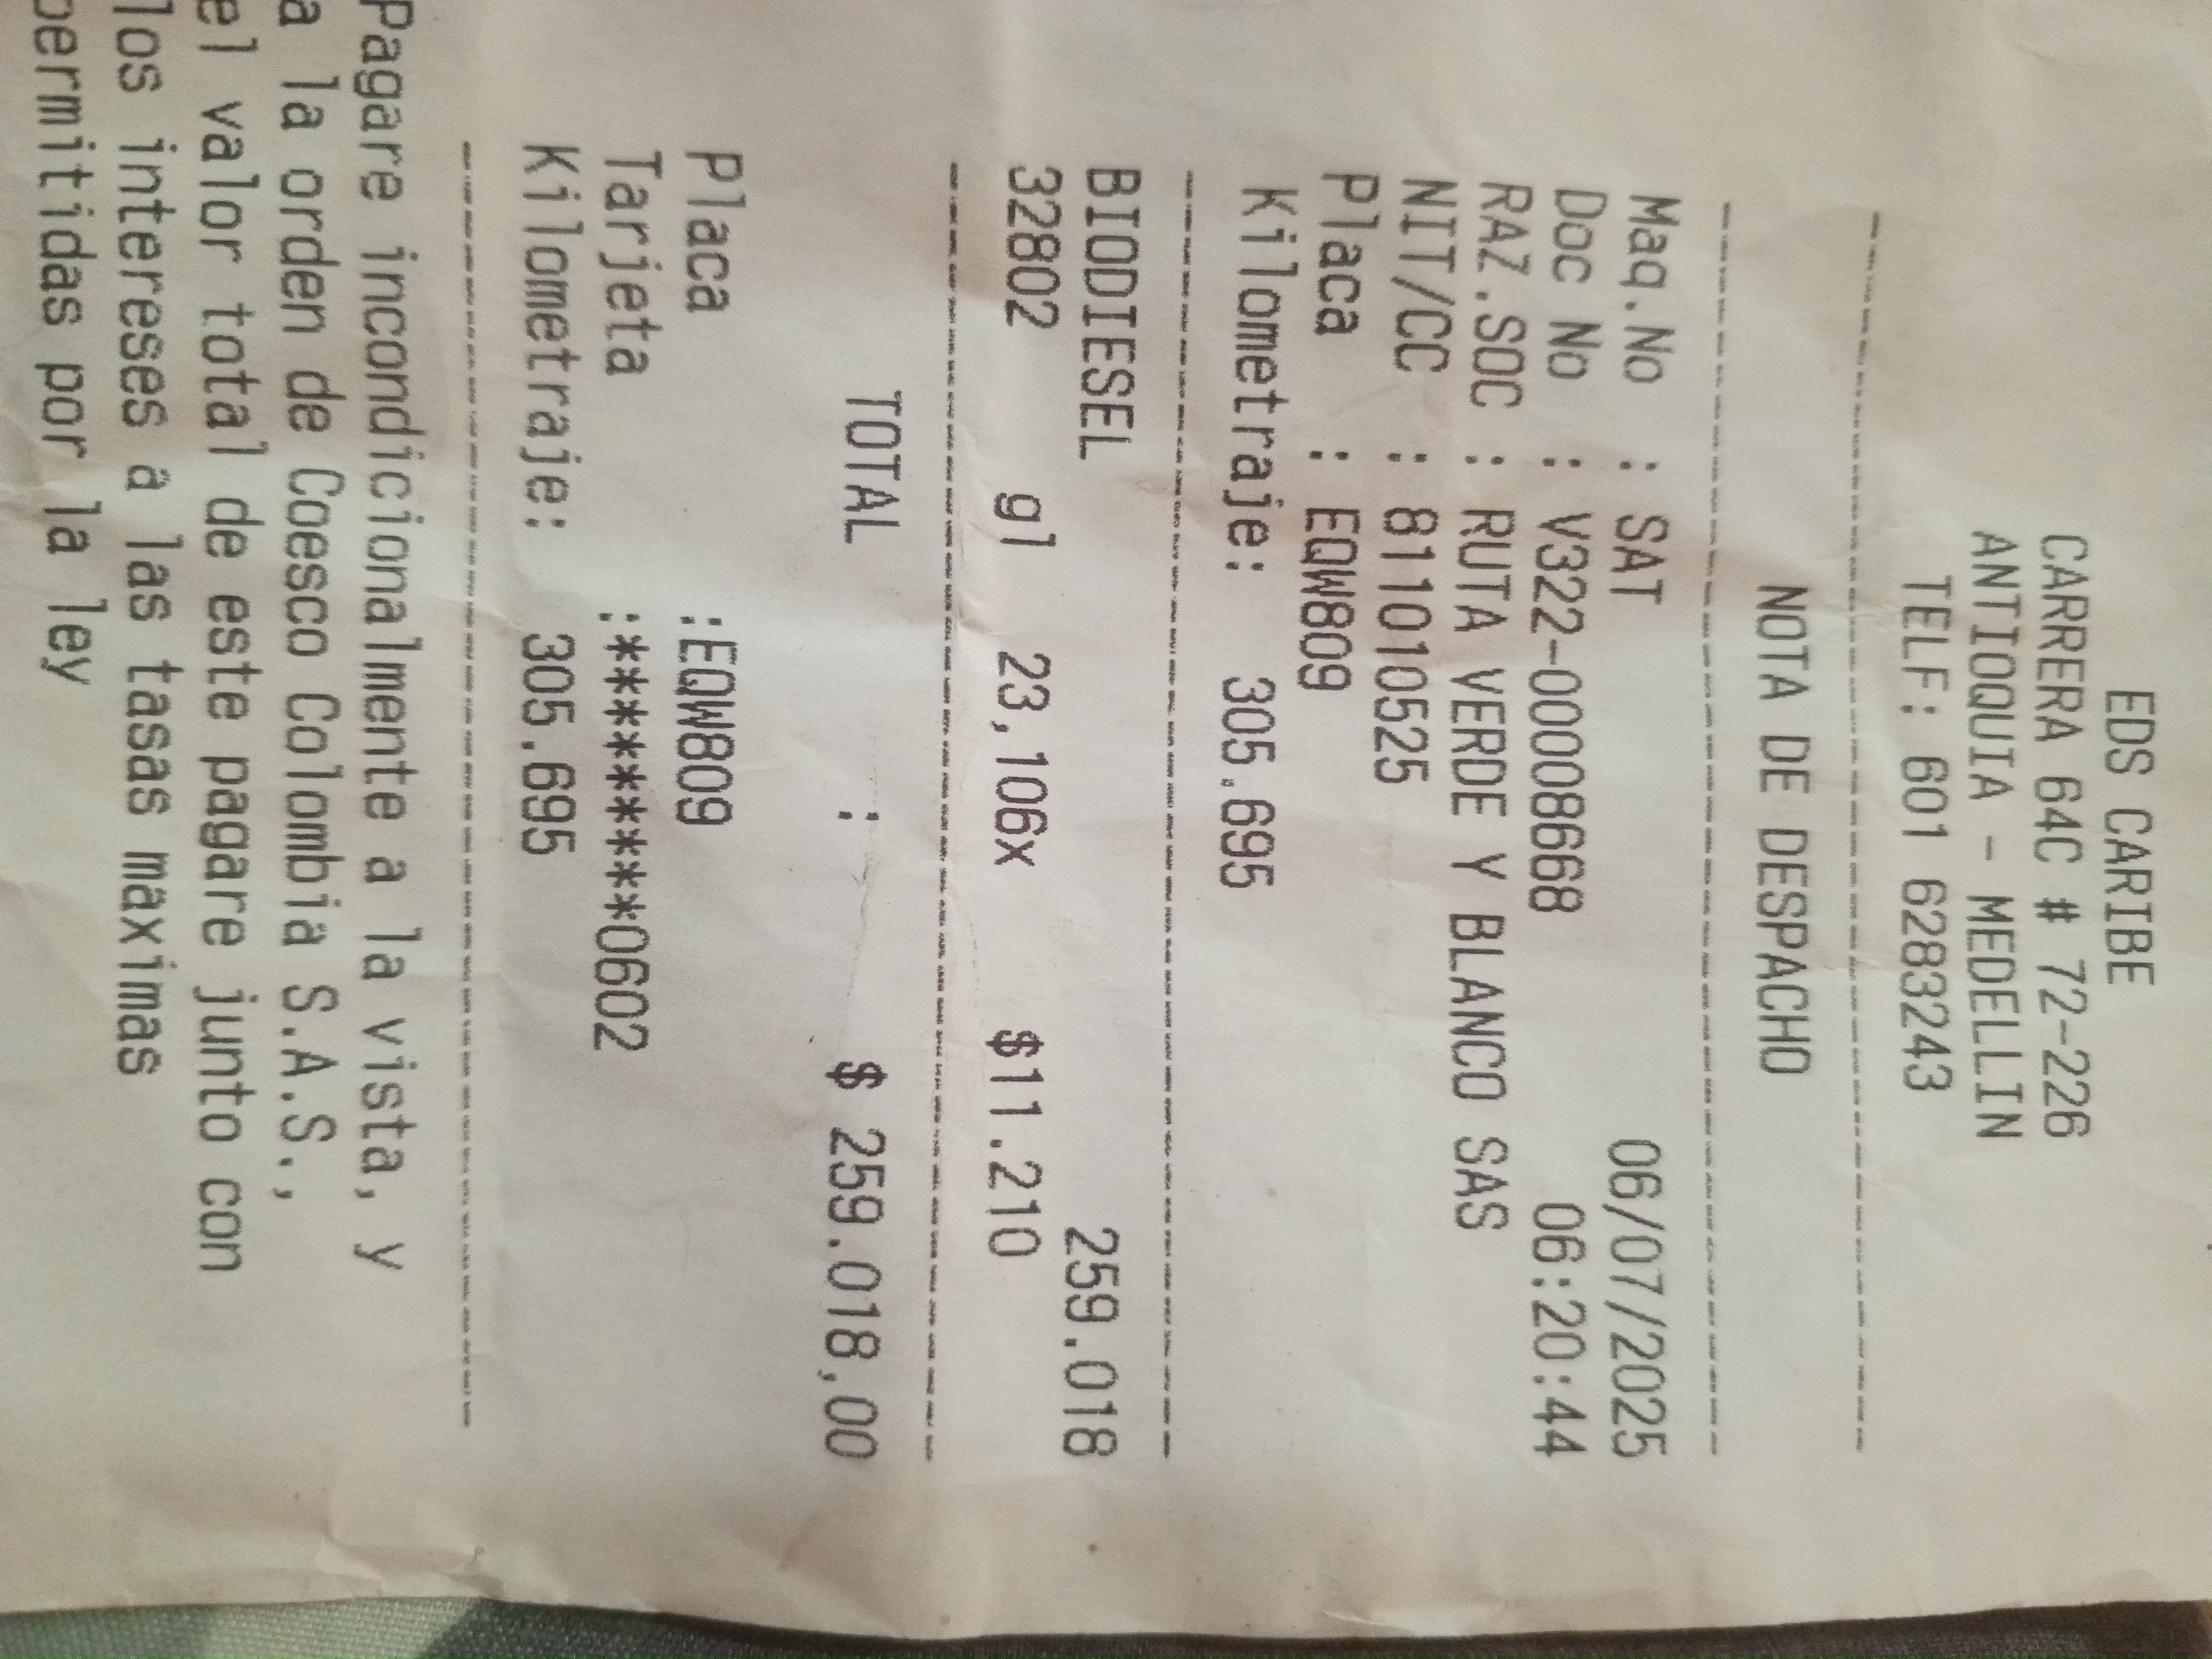 EDS CARIBE
CARRERA 64C # 72-226
ANTIOQUIA - MEDELLIN
TELF: 601 6283243
NOTA DE DESPACHO
Maq.No : SAT 06/07/2025
Doc No : V322-00008668 06:20:44
RAZ.SOC : RUTA VERDE Y BLANCO SAS
NIT/CC : 811010525
Placa : EQW809
Kilometraje: 305.695
BIODIESEL 259.018
32802 gl 23,106x $11.210
TOTAL : $ 259.018,00
Placa :EQW809
Tarjeta :*********0602
Kilometraje: 305.695
Pagare incondicionalmente a la vista, y
a la orden de Coesco Colombia S.A.S.,
el valor total de este pagare junto con
los intereses a las tasas maximas
permitidas por la ley